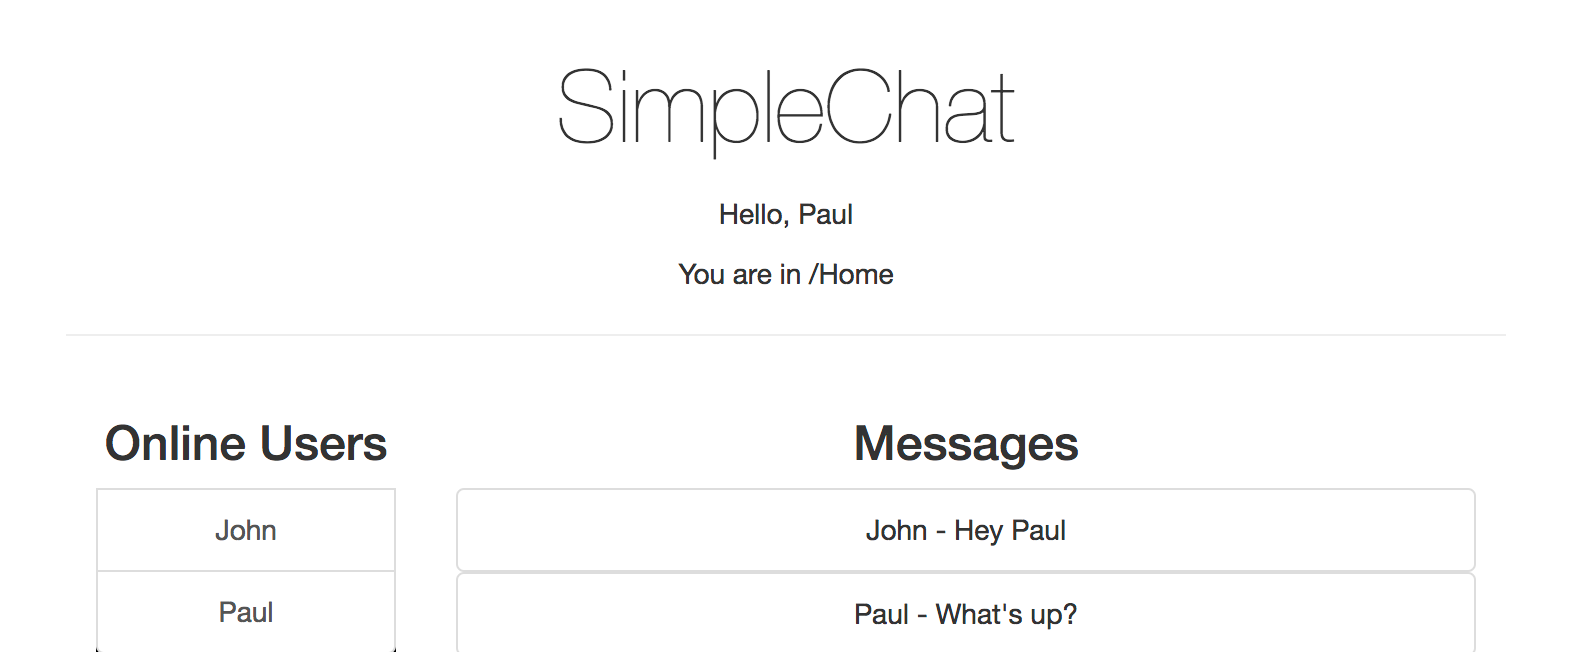 SimpleChat
Hello, Paul
You are in /Home
Online Users
John
Paul
Messages
John - Hey Paul
Paul - What's up?